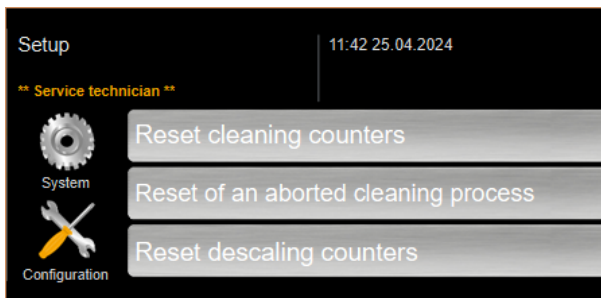 Setup
11:42 25.04.2024
** Service technician **
Reset cleaning counters
System
Reset of an aborted cleaning process
Reset descaling counters
Configuration